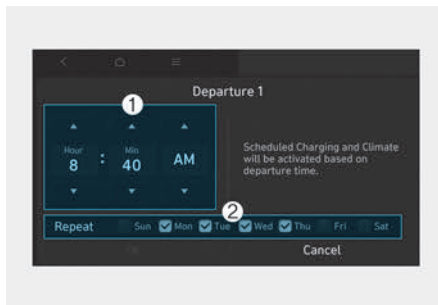 Departure 1
1
Hour
Min
8 : 40 AM
Scheduled Charging and Climate
will be activated based on
departure time.
2
Repeat Sun Mon Tue Wed Thu Fri Sat
Cancel